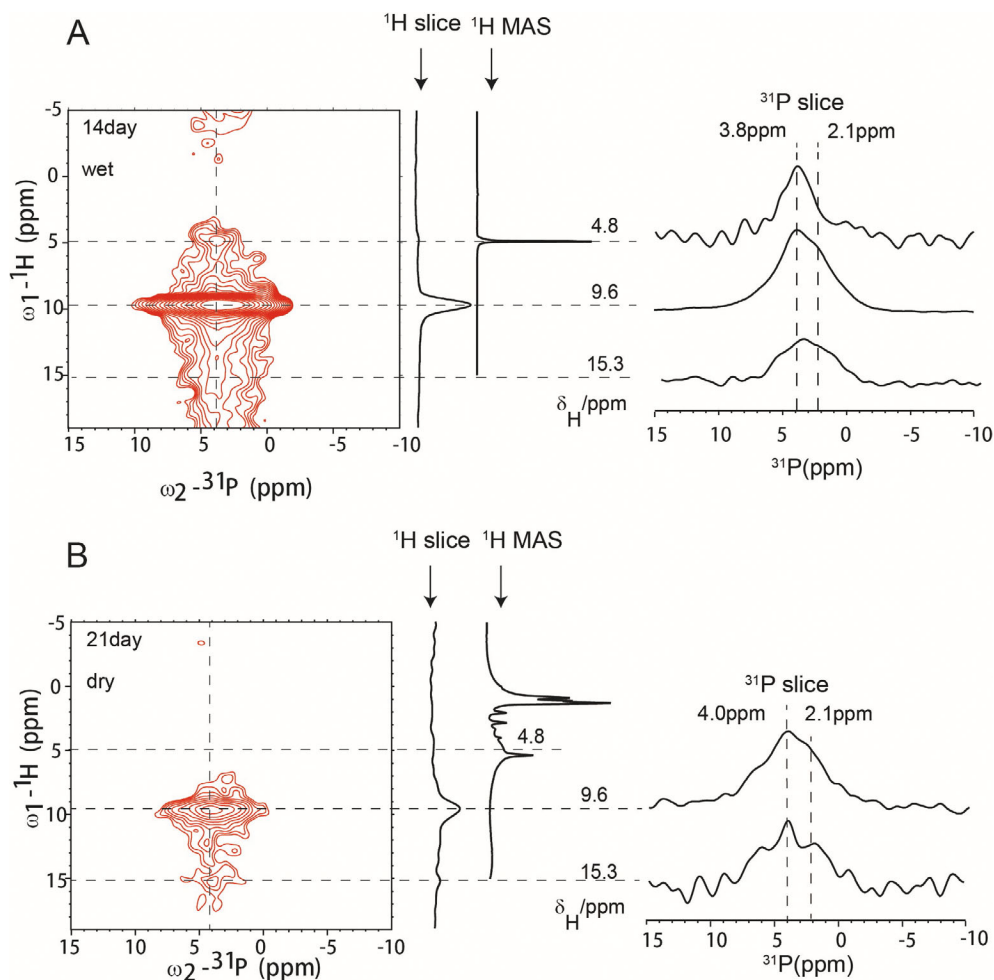 A
¹H slice ¹H MAS
14day
wet
-5
0
5
10
15
ω1-¹H (ppm)
15 10 5 0 -5 -10
ω2-³¹P (ppm)
³¹P slice
3.8ppm 2.1ppm
4.8
9.6
15.3
δH/ppm
15 10 5 0 -5 -10
³¹P(ppm)
B
¹H slice ¹H MAS
21day
dry
-5
0
5
10
15
ω1-¹H (ppm)
15 10 5 0 -5 -10
ω2-³¹P (ppm)
4.8
³¹P slice
4.0ppm 2.1ppm
9.6
15.3
δH/ppm
15 10 5 0 -5 -10
³¹P(ppm)